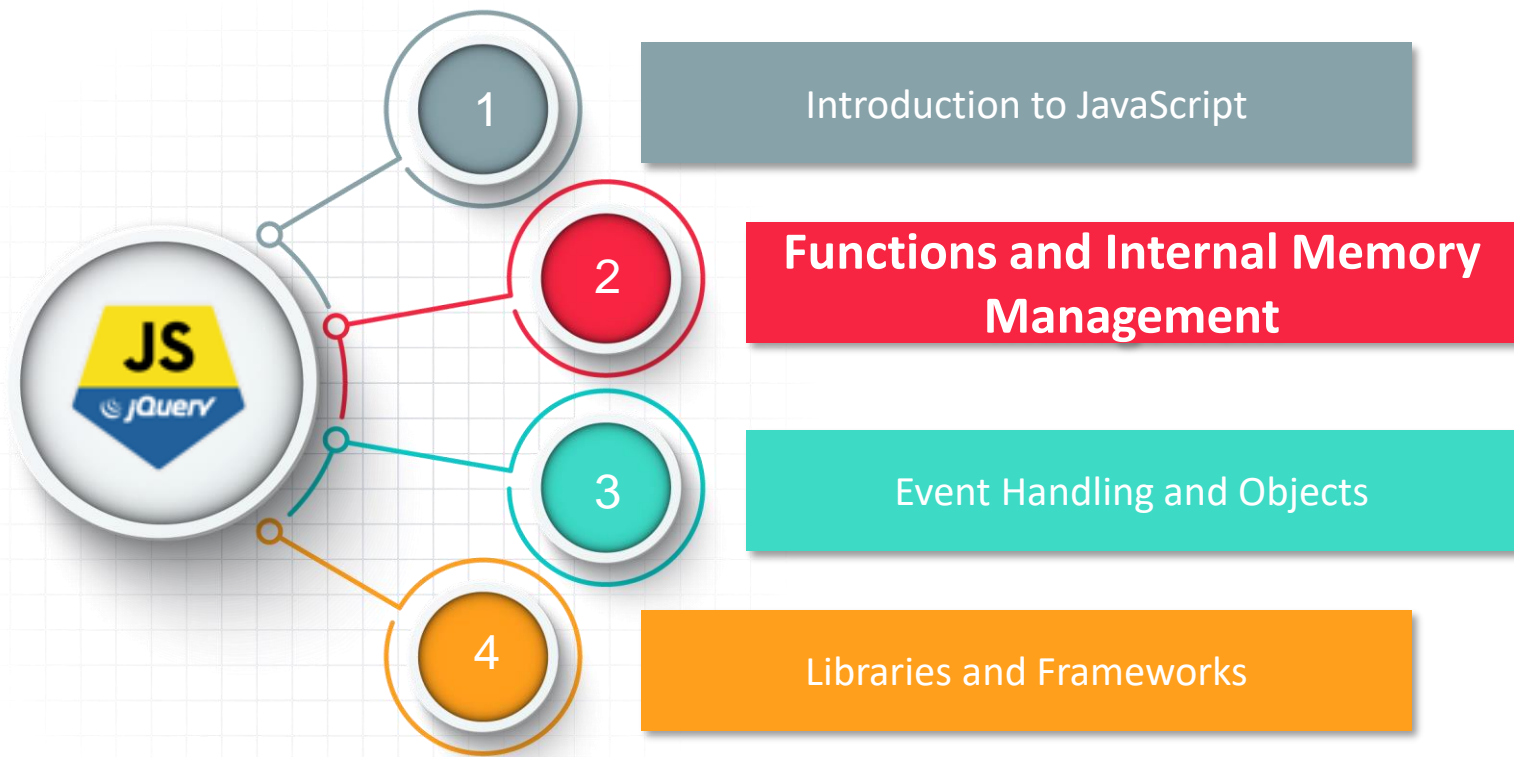 1
Introduction to JavaScript
2
Functions and Internal Memory
Management
JS
jQuery
3
Event Handling and Objects
4
Libraries and Frameworks